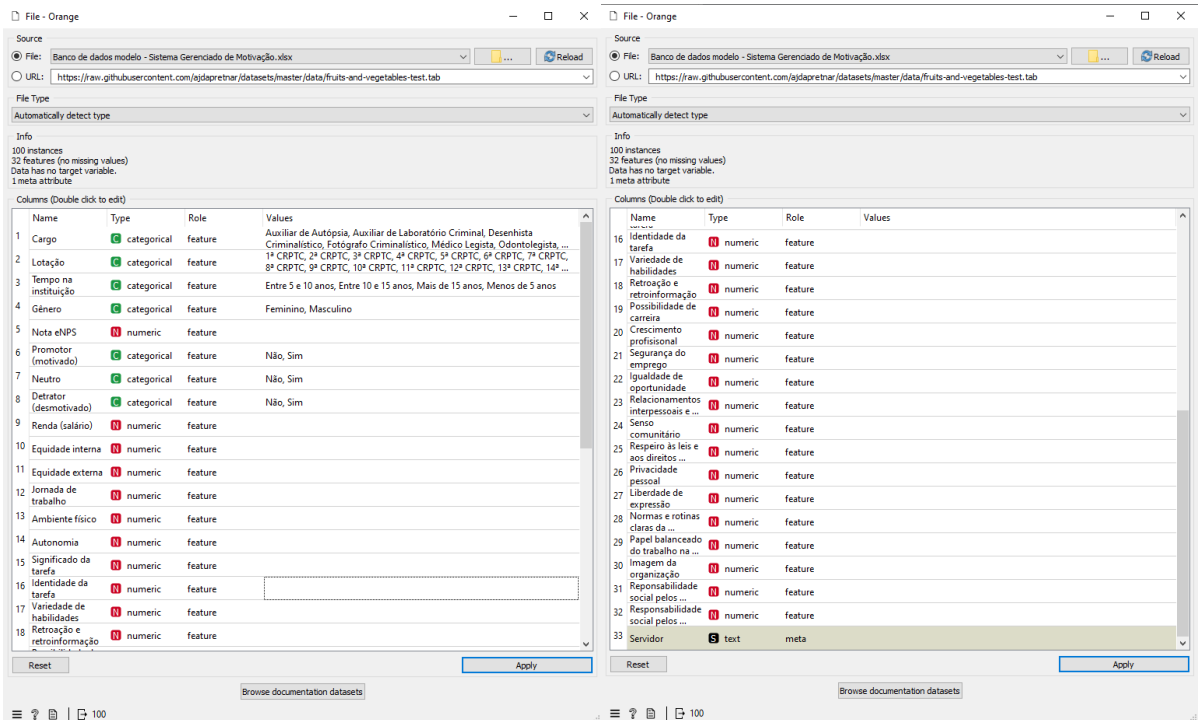 File - Orange
Source
File: Banco de dados modelo - Sistema Gerenciado de Motivação.xlsx ... Reload
URL: https://raw.githubusercontent.com/ajdapretnar/datasets/master/data/fruits-and-vegetables-test.tab
File Type
Automatically detect type
Info
100 instances
32 features (no missing values)
Data has no target variable.
1 meta attribute
Columns (Double click to edit)
Name Type Role Values
1 Cargo C categorical feature Auxiliar de Autópsia, Auxiliar de Laboratório Criminal, Desenhista
Criminalístico, Fotógrafo Criminalístico, Médico Legista, Odontologista, ...
2 Lotação C categorical feature 1ª CRPTC, 2ª CRPTC, 3ª CRPTC, 4ª CRPTC, 5ª CRPTC, 6ª CRPTC, 7ª CRPTC,
8ª CRPTC, 9ª CRPTC, 10ª CRPTC, 11ª CRPTC, 12ª CRPTC, 13ª CRPTC, 14ª ...
3 Tempo na
instituição C categorical feature Entre 5 e 10 anos, Entre 10 e 15 anos, Mais de 15 anos, Menos de 5 anos
4 Gênero C categorical feature Feminino, Masculino
5 Nota eNPS N numeric feature
6 Promotor
(motivado) C categorical feature Não, Sim
7 Neutro C categorical feature Não, Sim
8 Detrator
(desmotivado) C categorical feature Não, Sim
9 Renda (salário) N numeric feature
10 Equidade interna N numeric feature
11 Equidade externa N numeric feature
12 Jornada de
trabalho N numeric feature
13 Ambiente físico N numeric feature
14 Autonomia N numeric feature
15 Significado da
tarefa N numeric feature
16 Identidade da
tarefa N numeric feature
17 Variedade de
habilidades N numeric feature
18 Retroação e
retroinformação N numeric feature
Reset Apply
Browse documentation datasets
100
File - Orange
Source
File: Banco de dados modelo - Sistema Gerenciado de Motivação.xlsx ... Reload
URL: https://raw.githubusercontent.com/ajdapretnar/datasets/master/data/fruits-and-vegetables-test.tab
File Type
Automatically detect type
Info
100 instances
32 features (no missing values)
Data has no target variable.
1 meta attribute
Columns (Double click to edit)
Name Type Role Values
16 Identidade da
tarefa N numeric feature
17 Variedade de
habilidades N numeric feature
18 Retroação e
retroinformação N numeric feature
19 Possibilidade de
carreira N numeric feature
20 Crescimento
profisisonal N numeric feature
21 Segurança do
emprego N numeric feature
22 Igualdade de
oportunidade N numeric feature
23 Relacionamentos
interpessoais e ... N numeric feature
24 Senso
comunitário N numeric feature
25 Respeiro às leis e
aos direitos ... N numeric feature
26 Privacidade
pessoal N numeric feature
27 Liberdade de
expressão N numeric feature
28 Normas e rotinas
claras da ... N numeric feature
29 Papel balanceado
do trabalho na ... N numeric feature
30 Imagem da
organização N numeric feature
31 Reponsabilidade
social pelos ... N numeric feature
32 Responsabilidade
social pelos ... N numeric feature
33 Servidor S text meta
Reset Apply
Browse documentation datasets
100